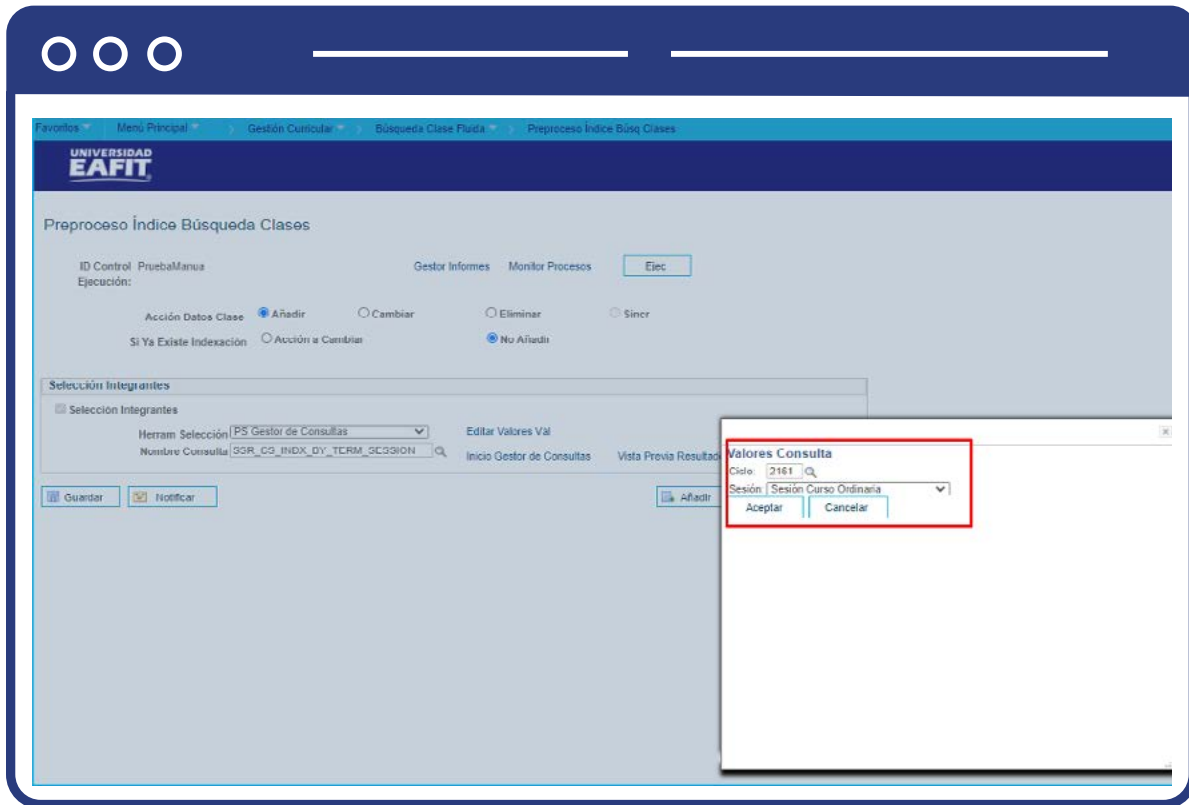 Favoritos Menú Principal Gestión Curricular Búsqueda Clase Fluida Preproceso Índice Búsq Clases
UNIVERSIDAD
EAFIT
Preproceso Índice Búsqueda Clases
ID Control Ejecución: PruebaManua Gestor Informes Monitor Procesos Ejec
Acción Datos Clase Añadir Cambiar Eliminar Sincr
Si Ya Existe Indexación Acción a Cambiar No Añadir
Selección Integrantes
Selección Integrantes
Herram Selección PS Gestor de Consultas Editar Valores Val
Nombre Consulta SSR_CS_INDX_BY_TERM_SESSION Inicio Gestor de Consultas Vista Previa Resultad
Guardar Notificar Añadir
Valores Consulta
Ciclo: 2161
Sesión Sesión Curso Ordinaria
Aceptar Cancelar